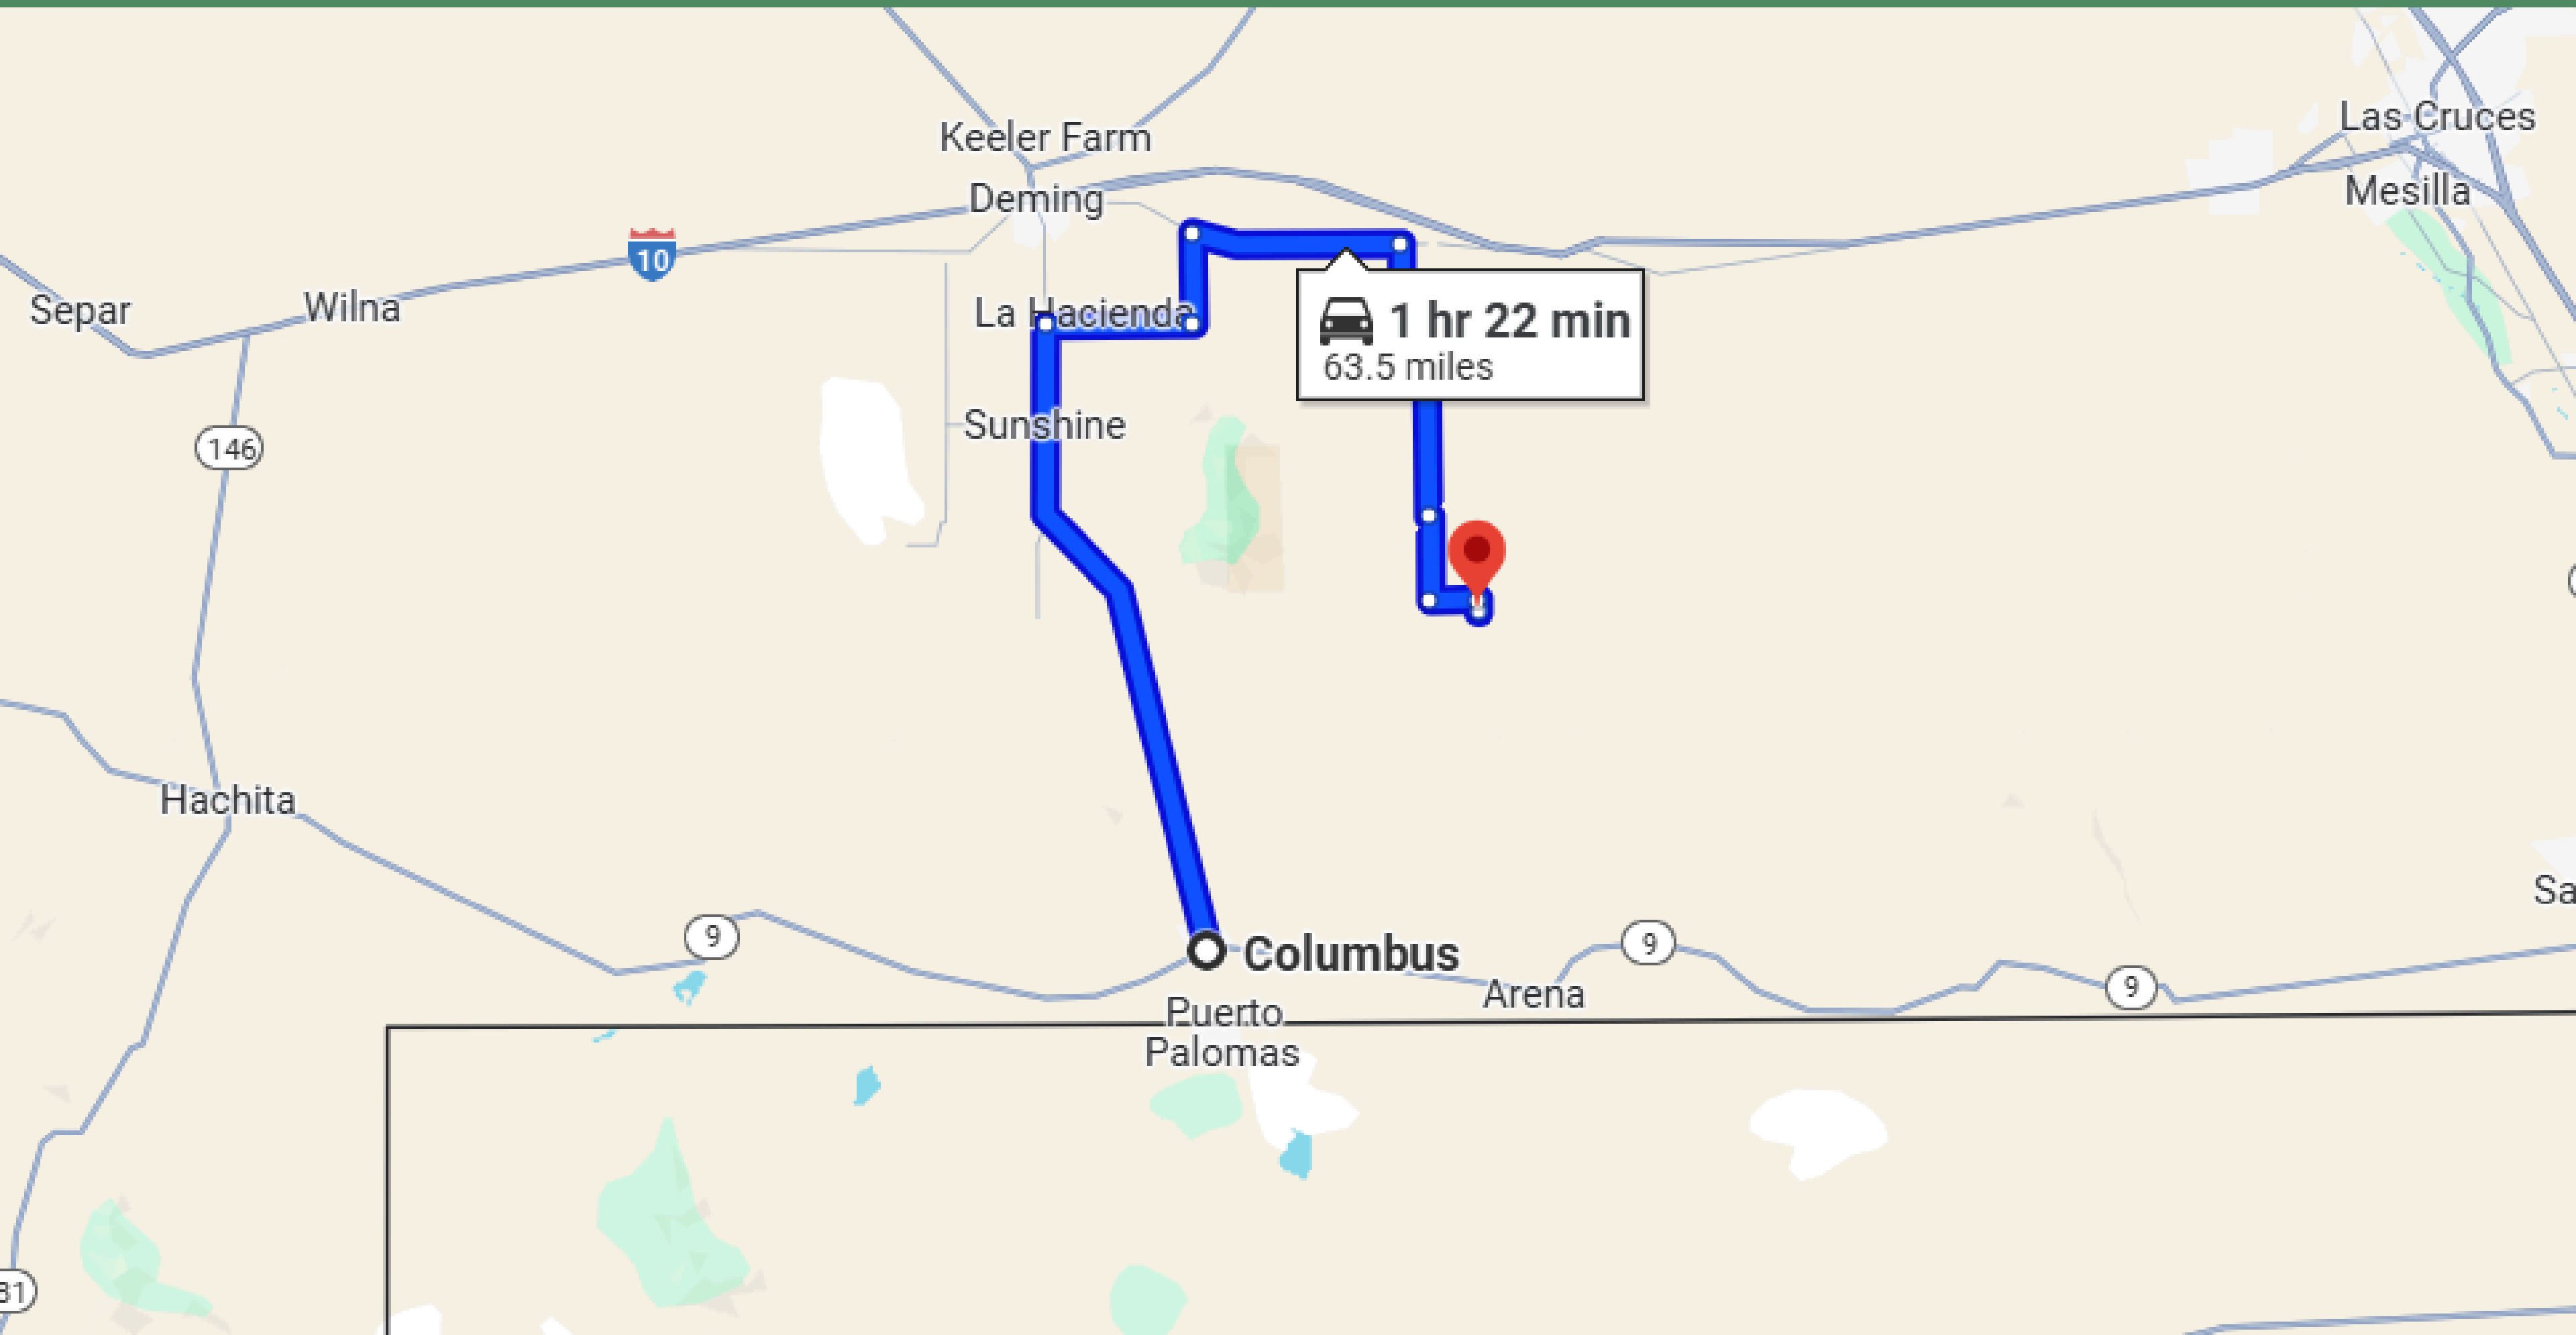 Las Cruces
Keeler Farm
Mesilla
Deming
10
Separ
Wilna
La Hacienda
1 hr 22 min
63.5 miles
Sunshine
146
Hachita
Sa
9
Columbus
9
Arena
9
Puerto
Palomas
81